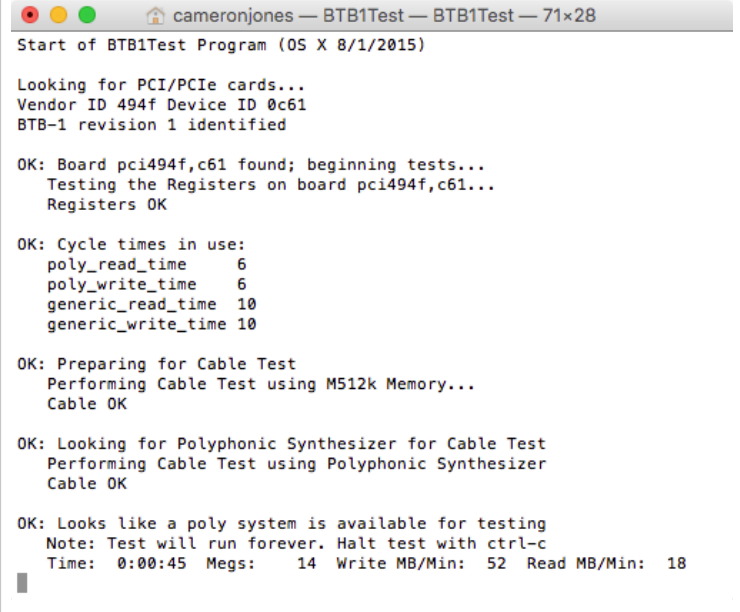 cameronjones — BTB1Test — BTB1Test — 71×28
Start of BTB1Test Program (OS X 8/1/2015)
Looking for PCI/PCIe cards...
Vendor ID 494f Device ID 0c61
BTB-1 revision 1 identified
OK: Board pci494f,c61 found; beginning tests...
Testing the Registers on board pci494f,c61...
Registers OK
OK: Cycle times in use:
poly_read_time     6
poly_write_time    6
generic_read_time  10
generic_write_time 10
OK: Preparing for Cable Test
Performing Cable Test using M512k Memory...
Cable OK
OK: Looking for Polyphonic Synthesizer for Cable Test
Performing Cable Test using Polyphonic Synthesizer
Cable OK
OK: Looks like a poly system is available for testing
Note: Test will run forever. Halt test with ctrl-c
Time:  0:00:45  Megs:    14  Write MB/Min:  52  Read MB/Min:  18